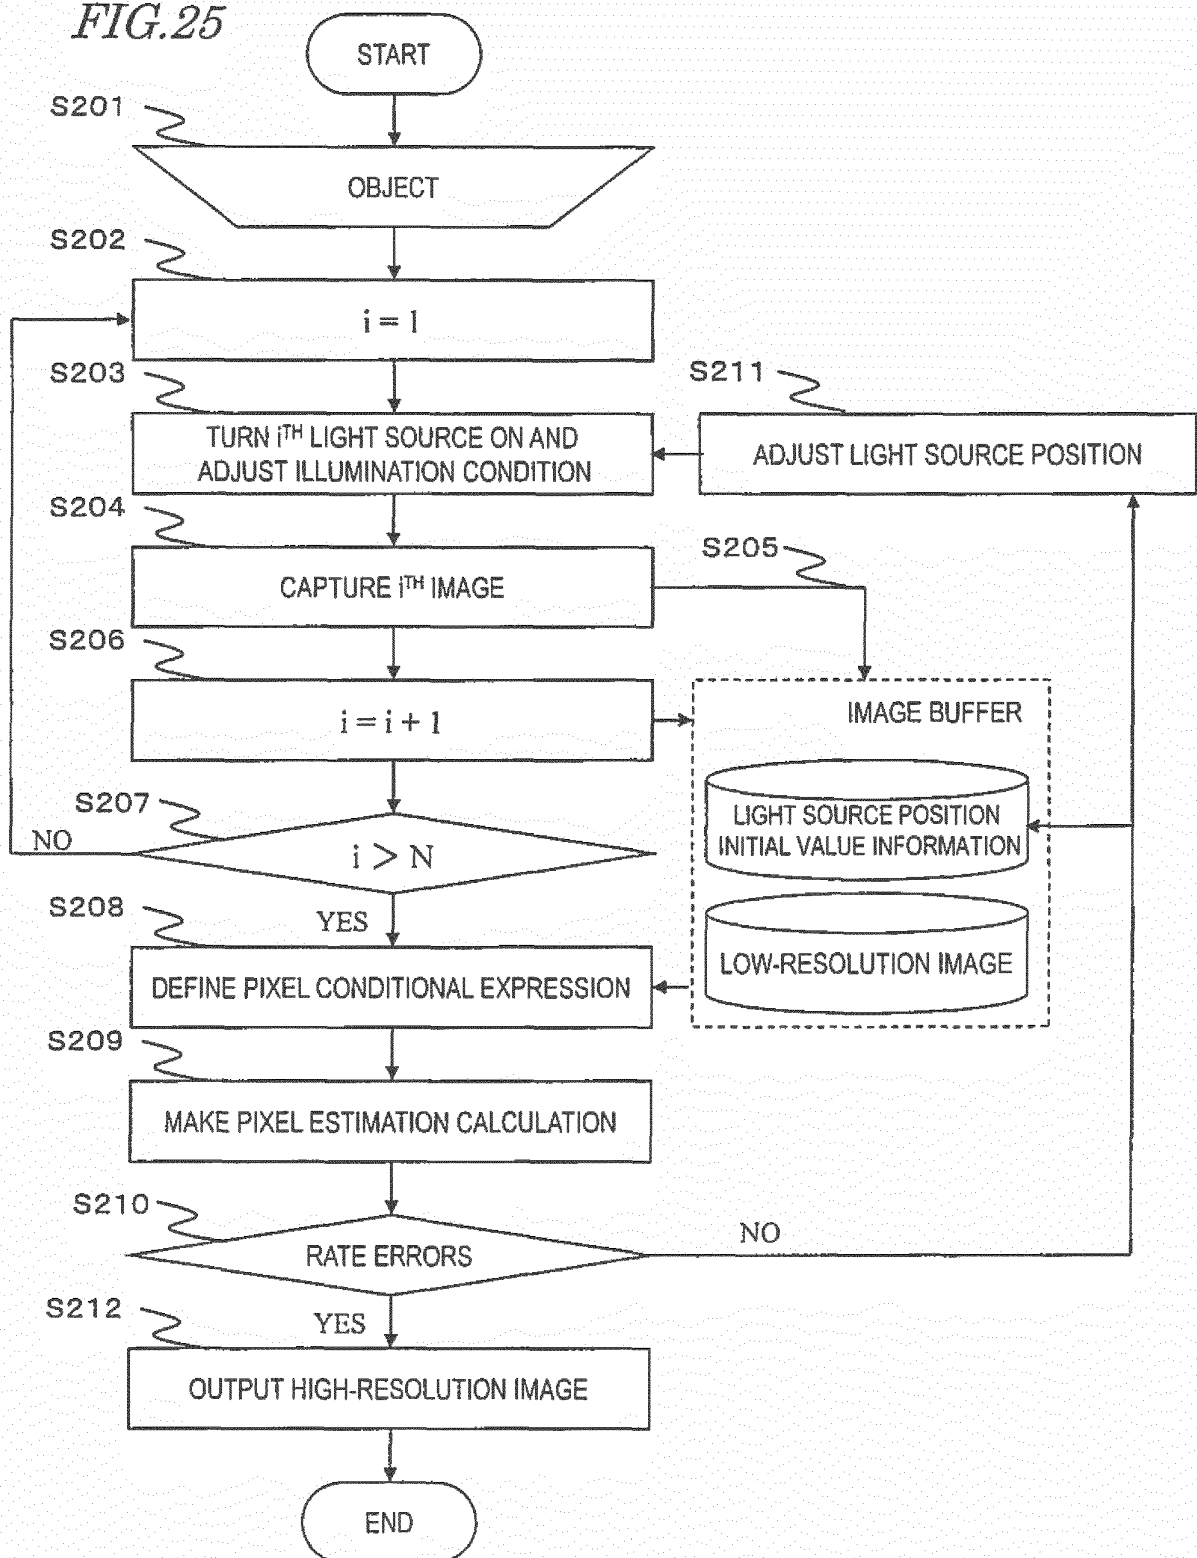 FIG.25
START
S201
OBJECT
S202
i = 1
S203
TURN iTH LIGHT SOURCE ON AND
ADJUST ILLUMINATION CONDITION
S211
ADJUST LIGHT SOURCE POSITION
S204
CAPTURE iTH IMAGE
S205
S206
i = i + 1
IMAGE BUFFER
LIGHT SOURCE POSITION
INITIAL VALUE INFORMATION
LOW-RESOLUTION IMAGE
S207
NO
i > N
YES
S208
DEFINE PIXEL CONDITIONAL EXPRESSION
S209
MAKE PIXEL ESTIMATION CALCULATION
S210
RATE ERRORS
NO
YES
S212
OUTPUT HIGH-RESOLUTION IMAGE
END